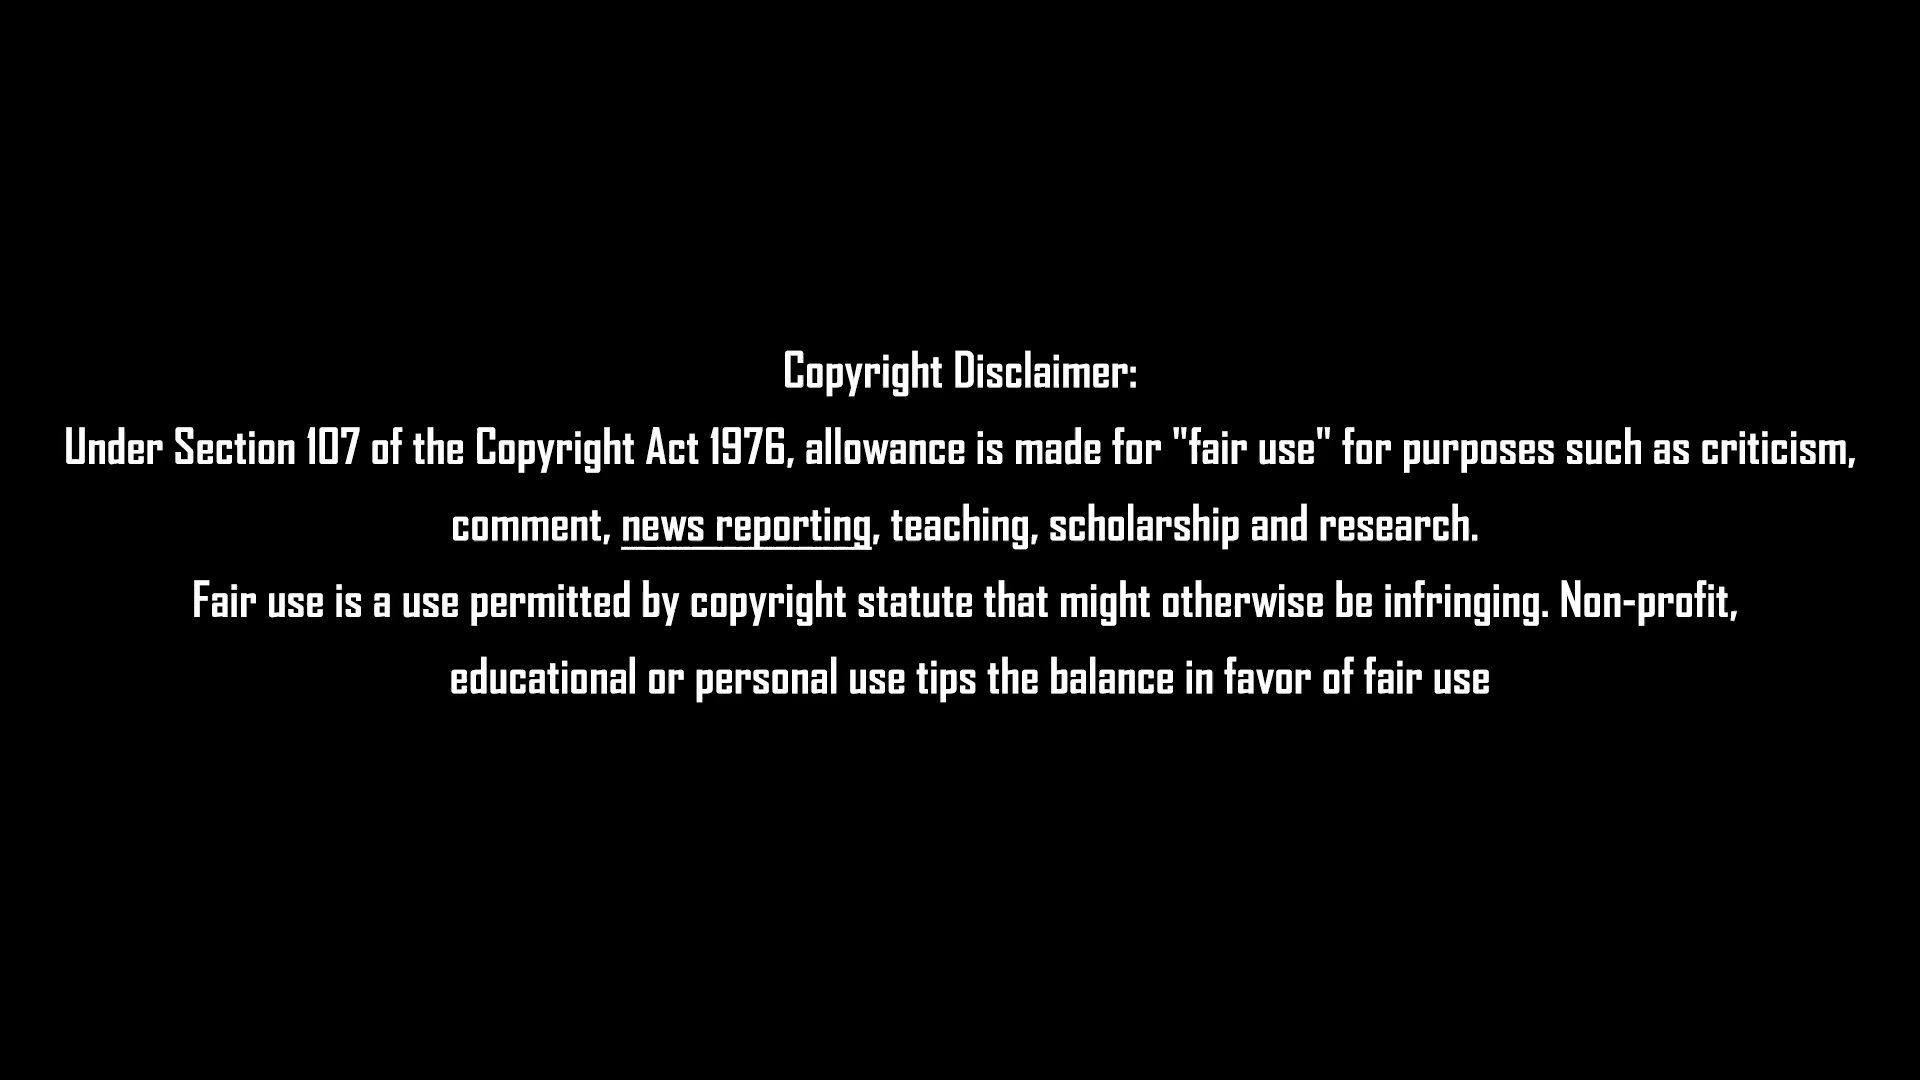 Copyright Disclaimer:
Under Section 107 of the Copyright Act 1976, allowance is made for "fair use" for purposes such as criticism,
comment, news reporting, teaching, scholarship and research.
Fair use is a use permitted by copyright statute that might otherwise be infringing. Non-profit,
educational or personal use tips the balance in favor of fair use